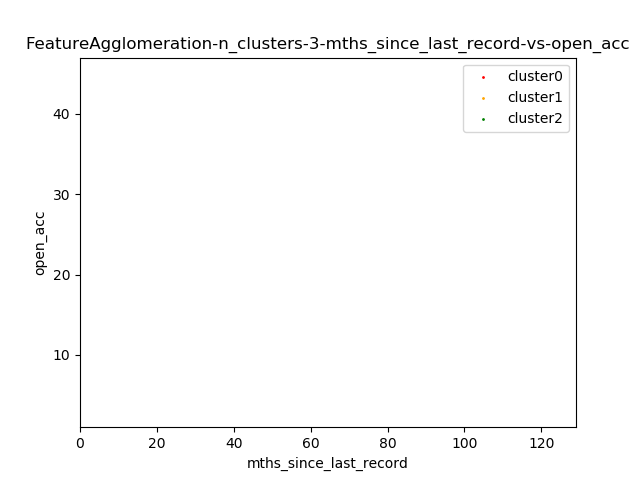 FeatureAgglomeration-n_clusters-3-mths_since_last_record-vs-open_acc
cluster0
cluster1
cluster2
40
30
20
10
open_acc
0 20 40 60 80 100 120
mths_since_last_record